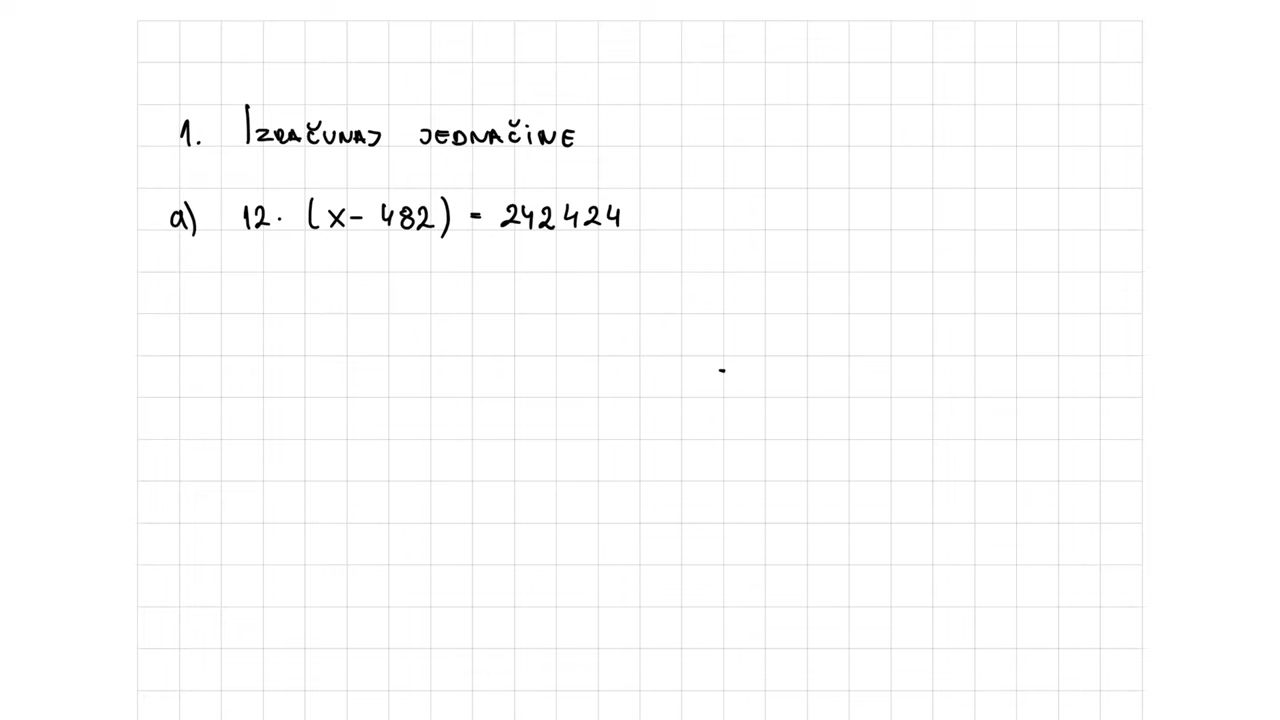 1. IZRAČUNAJ JEDNAČINE
a) 12· (x- 482) = 242424